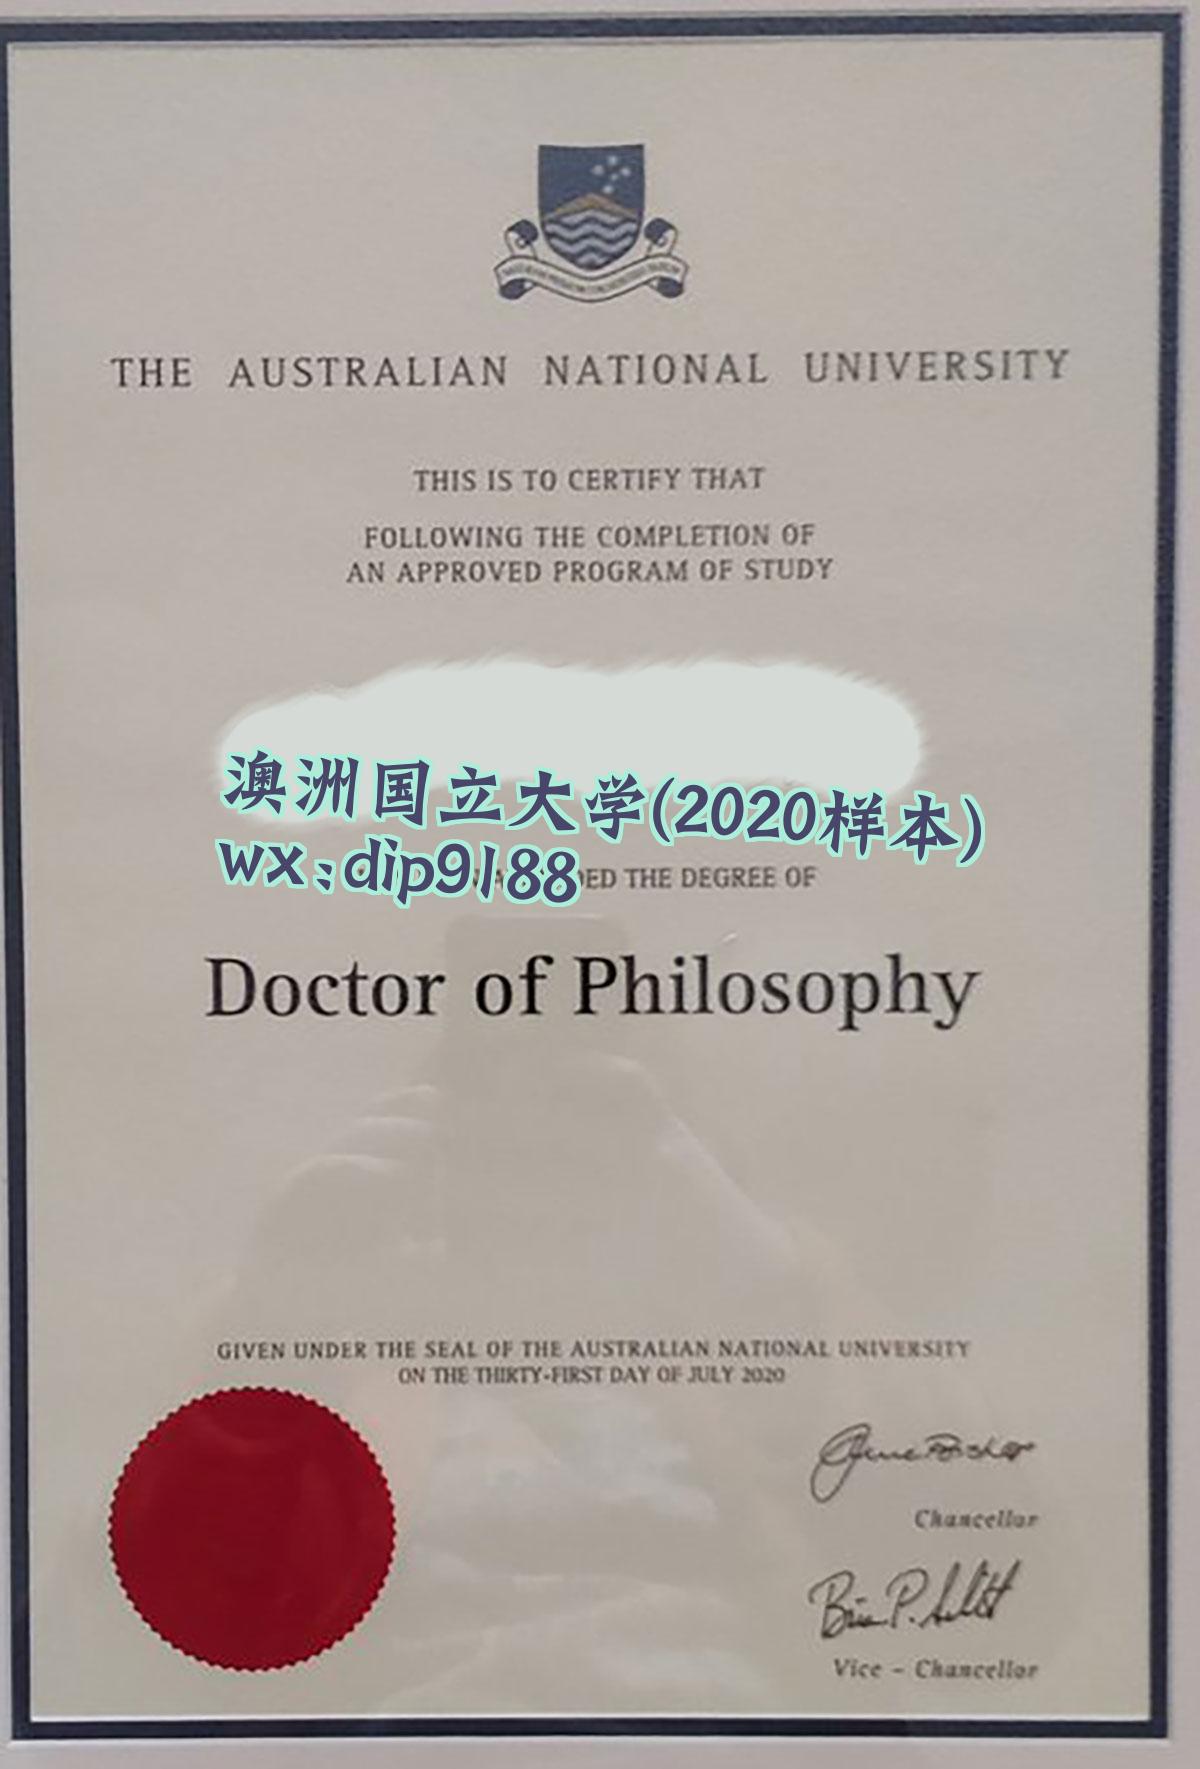 THE AUSTRALIAN NATIONAL UNIVERSITY
THIS IS TO CERTIFY THAT
FOLLOWING THE COMPLETION OF
AN APPROVED PROGRAM OF STUDY
澳洲国立大学(2020样本)
wx:dip9188
THE DEGREE OF
Doctor of Philosophy
GIVEN UNDER THE SEAL OF THE AUSTRALIAN NATIONAL UNIVERSITY
ON THE THIRTY-FIRST DAY OF JULY 2020
Chancellor
Vice - Chancellor